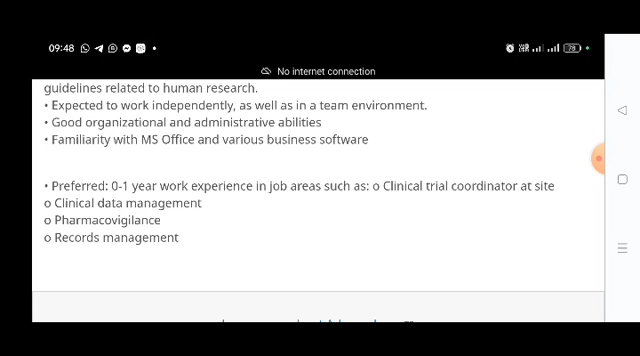 09:48
78
No internet connection
guidelines related to human research.
• Expected to work independently, as well as in a team environment.
• Good organizational and administrative abilities
• Familiarity with MS Office and various business software
• Preferred: 0-1 year work experience in job areas such as: o Clinical trial coordinator at site
o Clinical data management
o Pharmacovigilance
o Records management